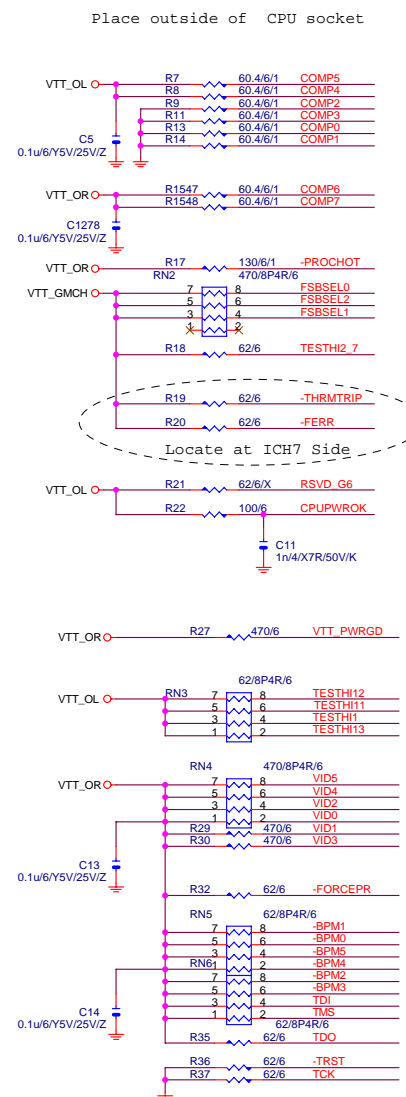 Place outside of CPU socket
R7 60.4/6/1 COMP5
VTT_OL
R8 60.4/6/1 COMP4
R9 60.4/6/1 COMP2
R11 60.4/6/1 COMP3
R13 60.4/6/1 COMP0
C5 R14 60.4/6/1 COMP1
0.1u/6/Y5V/25V/Z
VTT_OR R1547 60.4/6/1 COMP6
R1548 60.4/6/1 COMP7
C1278
0.1u/6/Y5V/25V/Z
VTT_OR R17 130/6/1 -PROCHOT
RN2 470/8P4R/6
VTT_GMCH 7 8 FSBSEL0
5 6 FSBSEL2
3 4 FSBSEL1
1 2
R18 62/6 TESTHI2_7
R19 62/6 -THRMTRIP
R20 62/6 -FERR
Locate at ICH7 Side
VTT_OL R21 62/6/X RSVD_G6
R22 100/6 CPUPWROK
C11
1n/4/X7R/50V/K
VTT_OR R27 470/6 VTT_PWRGD
62/8P4R/6
VTT_OL RN3 7 8 TESTHI12
5 6 TESTHI11
3 4 TESTHI1
1 2 TESTHI13
RN4 470/8P4R/6
VTT_OR 7 8 VID5
5 6 VID4
3 4 VID2
1 2 VID0
R29 470/6 VID1
R30 470/6 VID3
C13
0.1u/6/Y5V/25V/Z
R32 62/6 -FORCEPR
RN5 62/8P4R/6
7 8 -BPM1
5 6 -BPM0
3 4 -BPM5
RN6 1 2 -BPM4
7 8 -BPM2
5 6 -BPM3
C14 3 4 TDI
0.1u/6/Y5V/25V/Z 1 2 TMS
62/8P4R/6
R35 62/6 TDO
R36 62/6 -TRST
R37 62/6 TCK